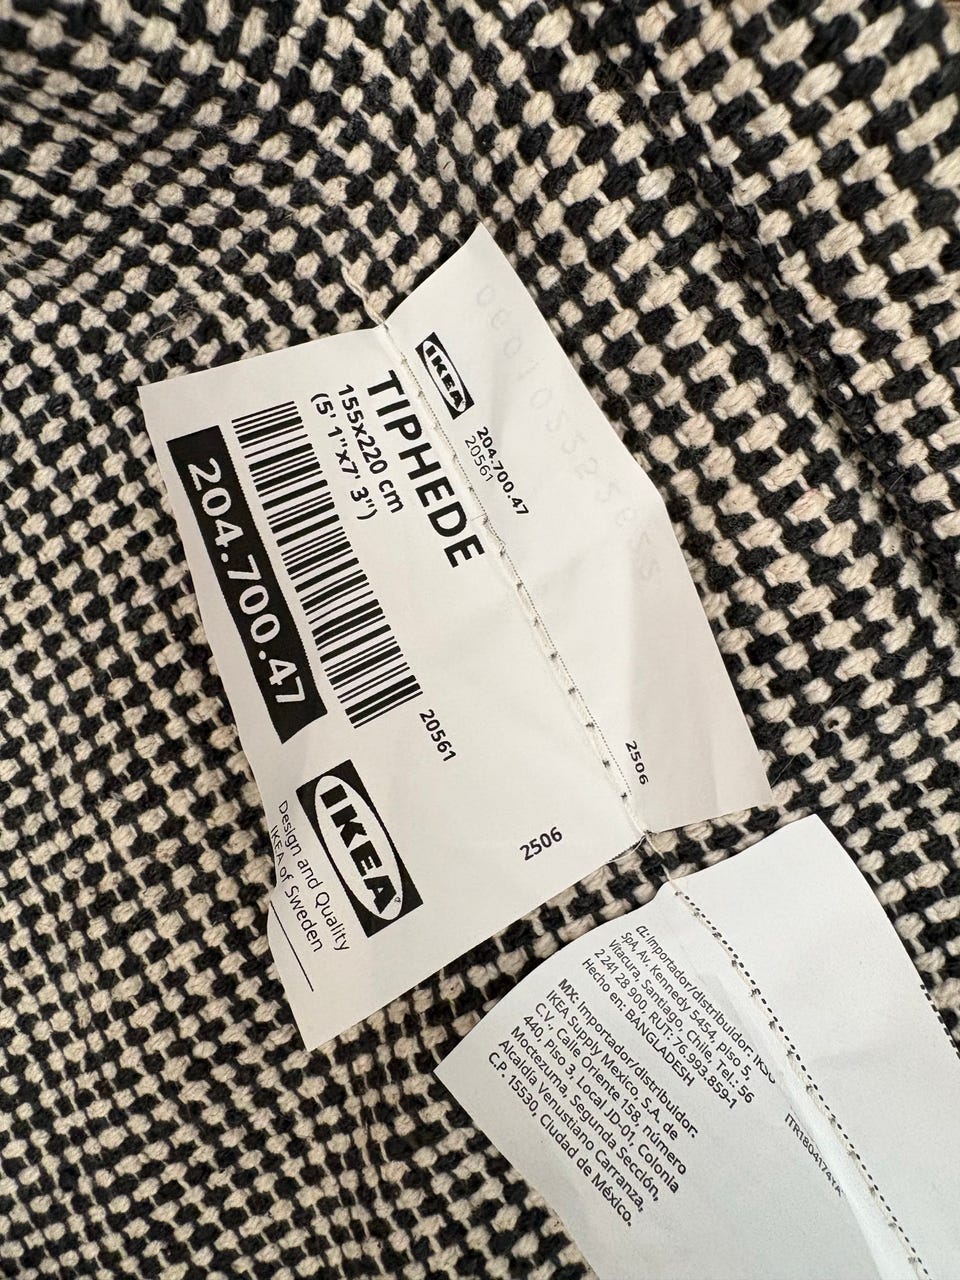 IKEA
204.700.47
20561
2506
TIPHEDE
155x220 cm
(5' 1"x7' 3")
20561
204.700.47
IKEA
Design and Quality
IKEA of Sweden
2506
CL: Importador/distribuidor:
SpA, Av. Kennedy 5454, piso 5,
Vitacura, Santiago, Chile, Tel.: 56
2 241 28 900, RUT: 76.993.859-1
Hecho en: BANGLADESH
MX: Importador/distribuidor:
IKEA Supply Mexico, S.A. de
C.V., Calle Oriente 158, número
440, Piso 3, Local JD-01, Colonia
Moctezuma, Segunda Sección,
Alcaldía Venustiano Carranza,
C.P. 15530, Ciudad de México.